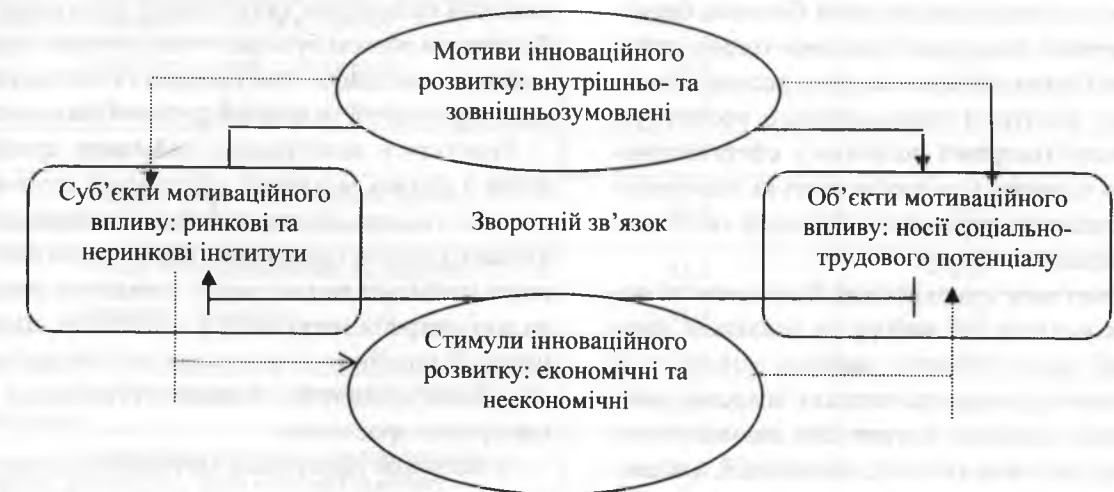 Мотиви інноваційного
розвитку: внутрішньо- та
зовнішньозумовлені
Суб’єкти мотиваційного
впливу: ринкові та
неринкові інститути
Зворотній зв’язок
Об’єкти мотиваційного
впливу: носії соціально-
трудового потенціалу
Стимули інноваційного
розвитку: економічні та
неекономічні